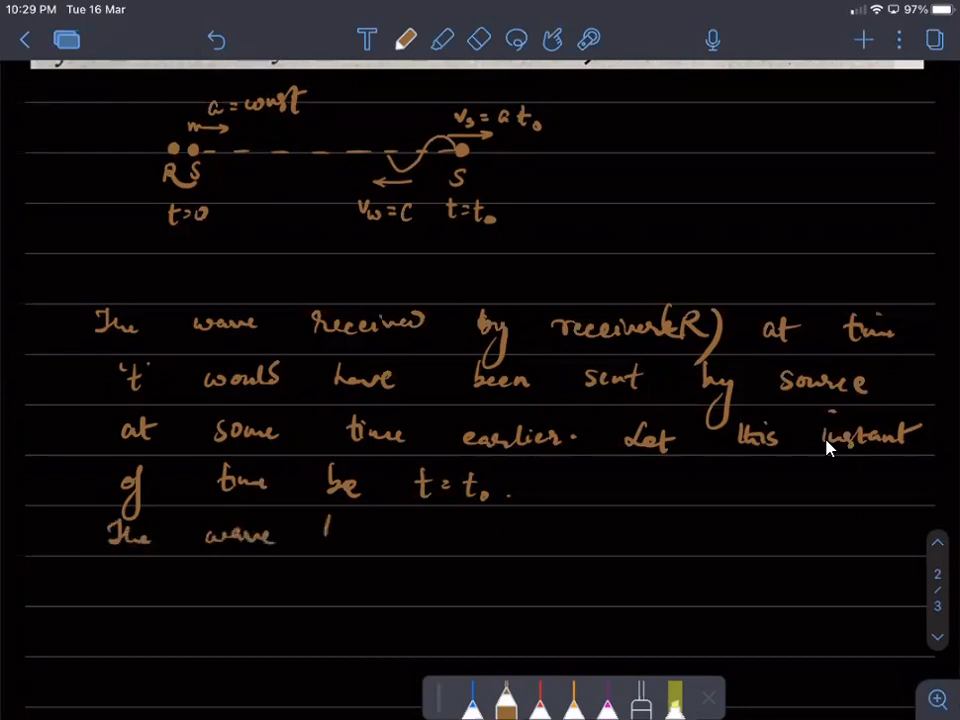 10:29 PM Tue 16 Mar 97%
a = const
v_s = a t_0
R S S
t=0 v_w = c t=t_0
The wave received by receiver(R) at time
't' would have been sent by source
at some time earlier. Let this instant
of time be t = t_0.
The wave
2
/
3